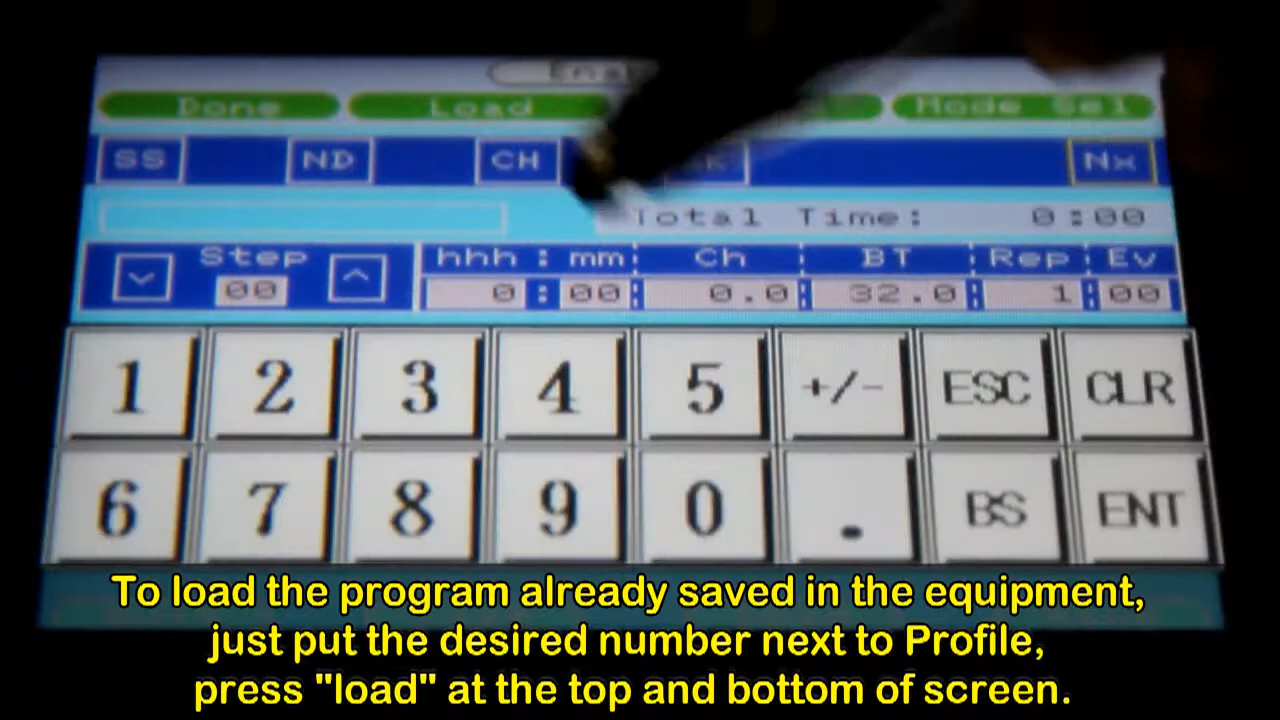 Done Load Mode Sel
SS ND CH Nx
Total Time: 0:00
Step hhh : mm Ch BT Rep Ev
00 0 : 00 0.0 32.0 1 00
1 2 3 4 5 +/- ESC CLR
6 7 8 9 0 . BS ENT
To load the program already saved in the equipment,
just put the desired number next to Profile,
press "load" at the top and bottom of screen.